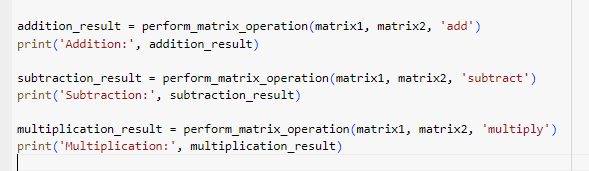 addition_result = perform_matrix_operation(matrix1, matrix2, 'add')
print('Addition:', addition_result)
subtraction_result = perform_matrix_operation(matrix1, matrix2, 'subtract')
print('Subtraction:', subtraction_result)
multiplication_result = perform_matrix_operation(matrix1, matrix2, 'multiply')
print('Multiplication:', multiplication_result)